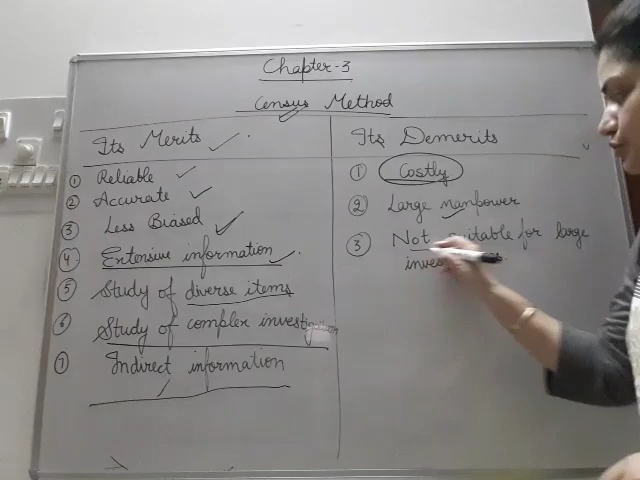 Chapter-3
Census Method
Its Merits
① Reliable
② Accurate
③ Less Biased
④ Extensive information
⑤ Study of diverse items
⑥ Study of complex investigation
⑦ Indirect information
Its Demerits
① Costly
② Large manpower
③ Not suitable for large